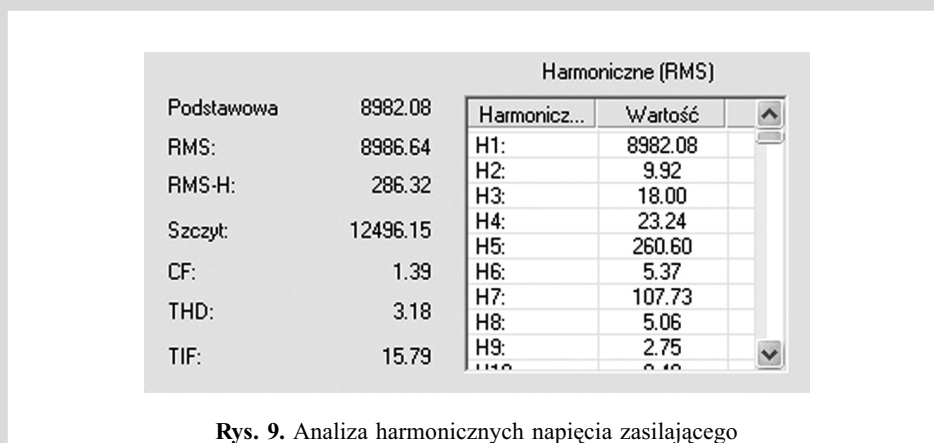 Harmoniczne (RMS)
Podstawowa 8982.08
RMS: 8986.64
RMS-H: 286.32
Szczyt: 12496.15
CF: 1.39
THD: 3.18
TIF: 15.79
Harmonicz... Wartość
H1: 8982.08
H2: 9.92
H3: 18.00
H4: 23.24
H5: 260.60
H6: 5.37
H7: 107.73
H8: 5.06
H9: 2.75
Rys. 9. Analiza harmonicznych napięcia zasilającego